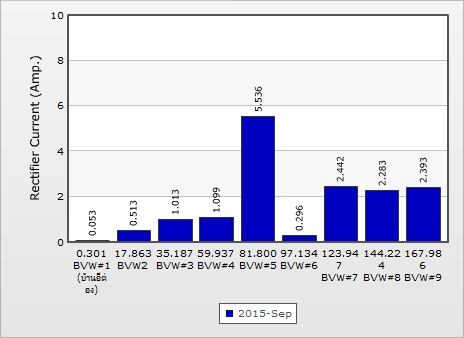 10
8
6
4
2
0
Rectifier Current (Amp.)
0.053
0.513
1.013
1.099
5.536
0.296
2.442
2.283
2.393
0.301 17.863 35.187 59.937 81.800 97.134 123.94 144.22 167.98
BVW#1 BVW2 BVW#3 BVW#4 BVW#5 BVW#6 7 4 6
(บ้านอีต่ BVW#7 BVW#8 BVW#9
อง)
2015-Sep